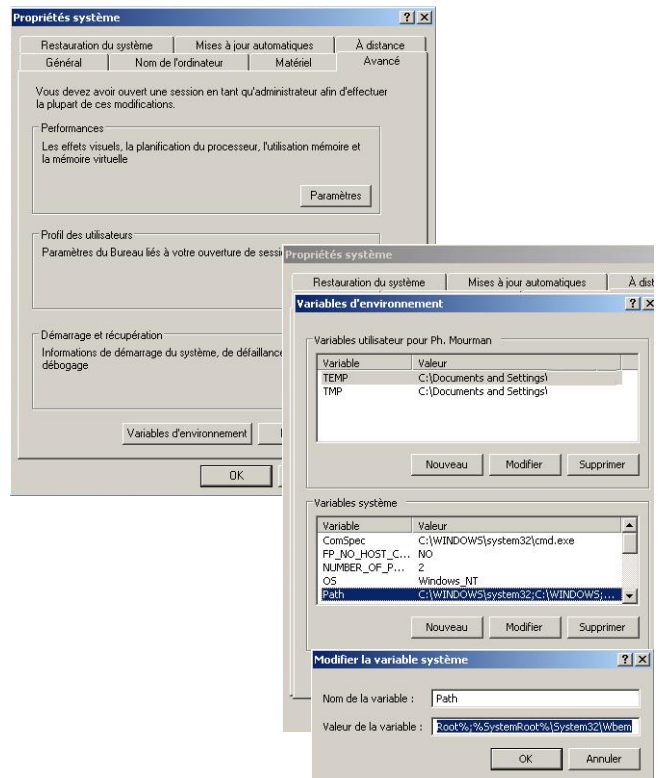 Propriétés système
Restauration du système Mises à jour automatiques À distance
Général Nom de l'ordinateur Matériel Avancé
Vous devez avoir ouvert une session en tant qu'administrateur afin d'effectuer
la plupart de ces modifications.
Performances
Les effets visuels, la planification du processeur, l'utilisation mémoire et
la mémoire virtuelle
Paramètres
Profil des utilisateurs
Paramètres du Bureau liés à votre ouverture de sessi
Démarrage et récupération
Informations de démarrage du système, de défaillance
débogage
Variables d'environnement
OK
Propriétés système
Restauration du système Mises à jour automatiques À dist
Variables d'environnement
Variables utilisateur pour Ph. Mourman
Variable Valeur
TEMP C:\Documents and Settings\
TMP C:\Documents and Settings\
Nouveau Modifier Supprimer
Variables système
Variable Valeur
ComSpec C:\WINDOWS\system32\cmd.exe
FP_NO_HOST_C... NO
NUMBER_OF_P... 2
OS Windows_NT
Path C:\WINDOWS\system32;C:\WINDOWS;...
Nouveau Modifier Supprimer
Modifier la variable système
Nom de la variable : Path
Valeur de la variable : Root%;%SystemRoot%\System32\Wbem
OK Annuler